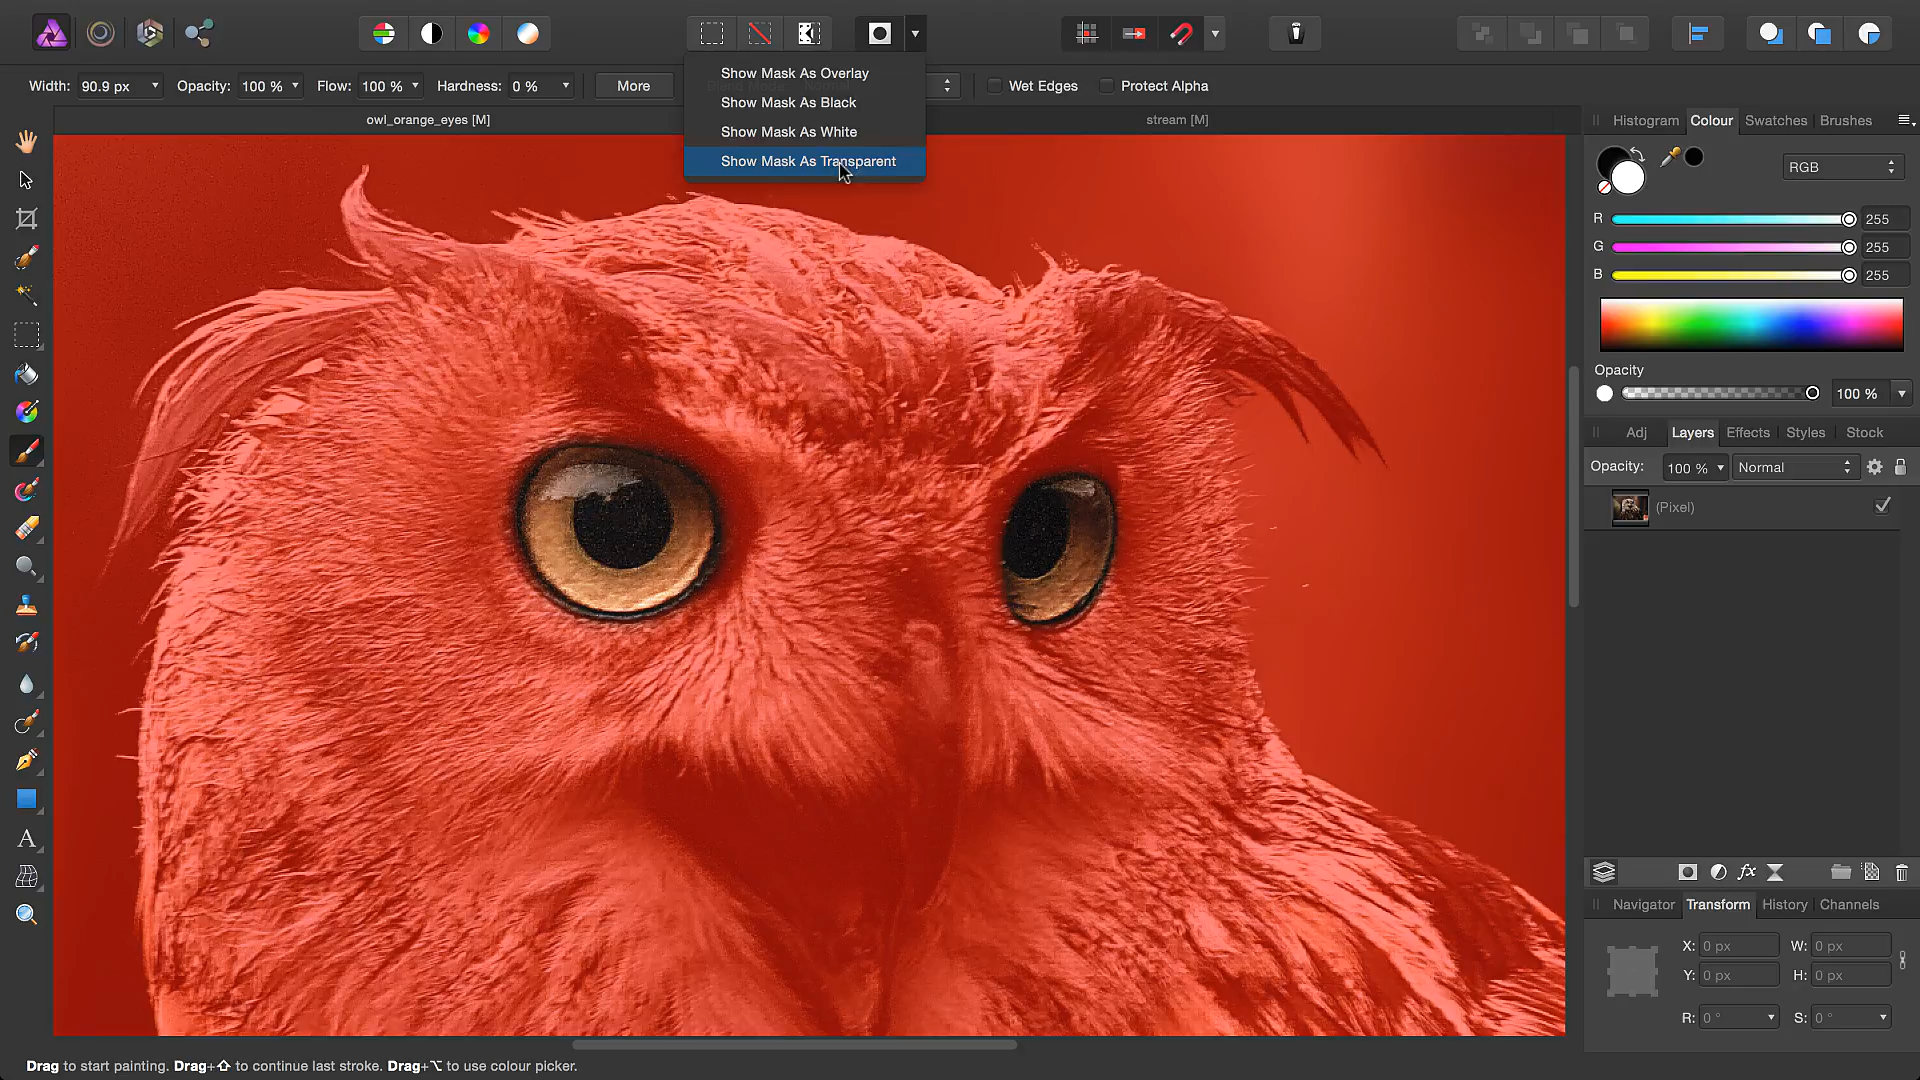 Width: 90.9 px Opacity: 100 % Flow: 100 % Hardness: 0 % More Wet Edges Protect Alpha
Show Mask As Overlay
Show Mask As Black
Show Mask As White
Show Mask As Transparent
owl_orange_eyes [M] stream [M]
Histogram Colour Swatches Brushes
RGB
R 255
G 255
B 255
Opacity
100 %
Adj Layers Effects Styles Stock
Opacity: 100 % Normal
(Pixel)
fx
Navigator Transform History Channels
X: 0 px W: 0 px
Y: 0 px H: 0 px
R: 0 ° S: 0 °
A
Drag to start painting. Drag+⇧ to continue last stroke. Drag+⌥ to use colour picker.